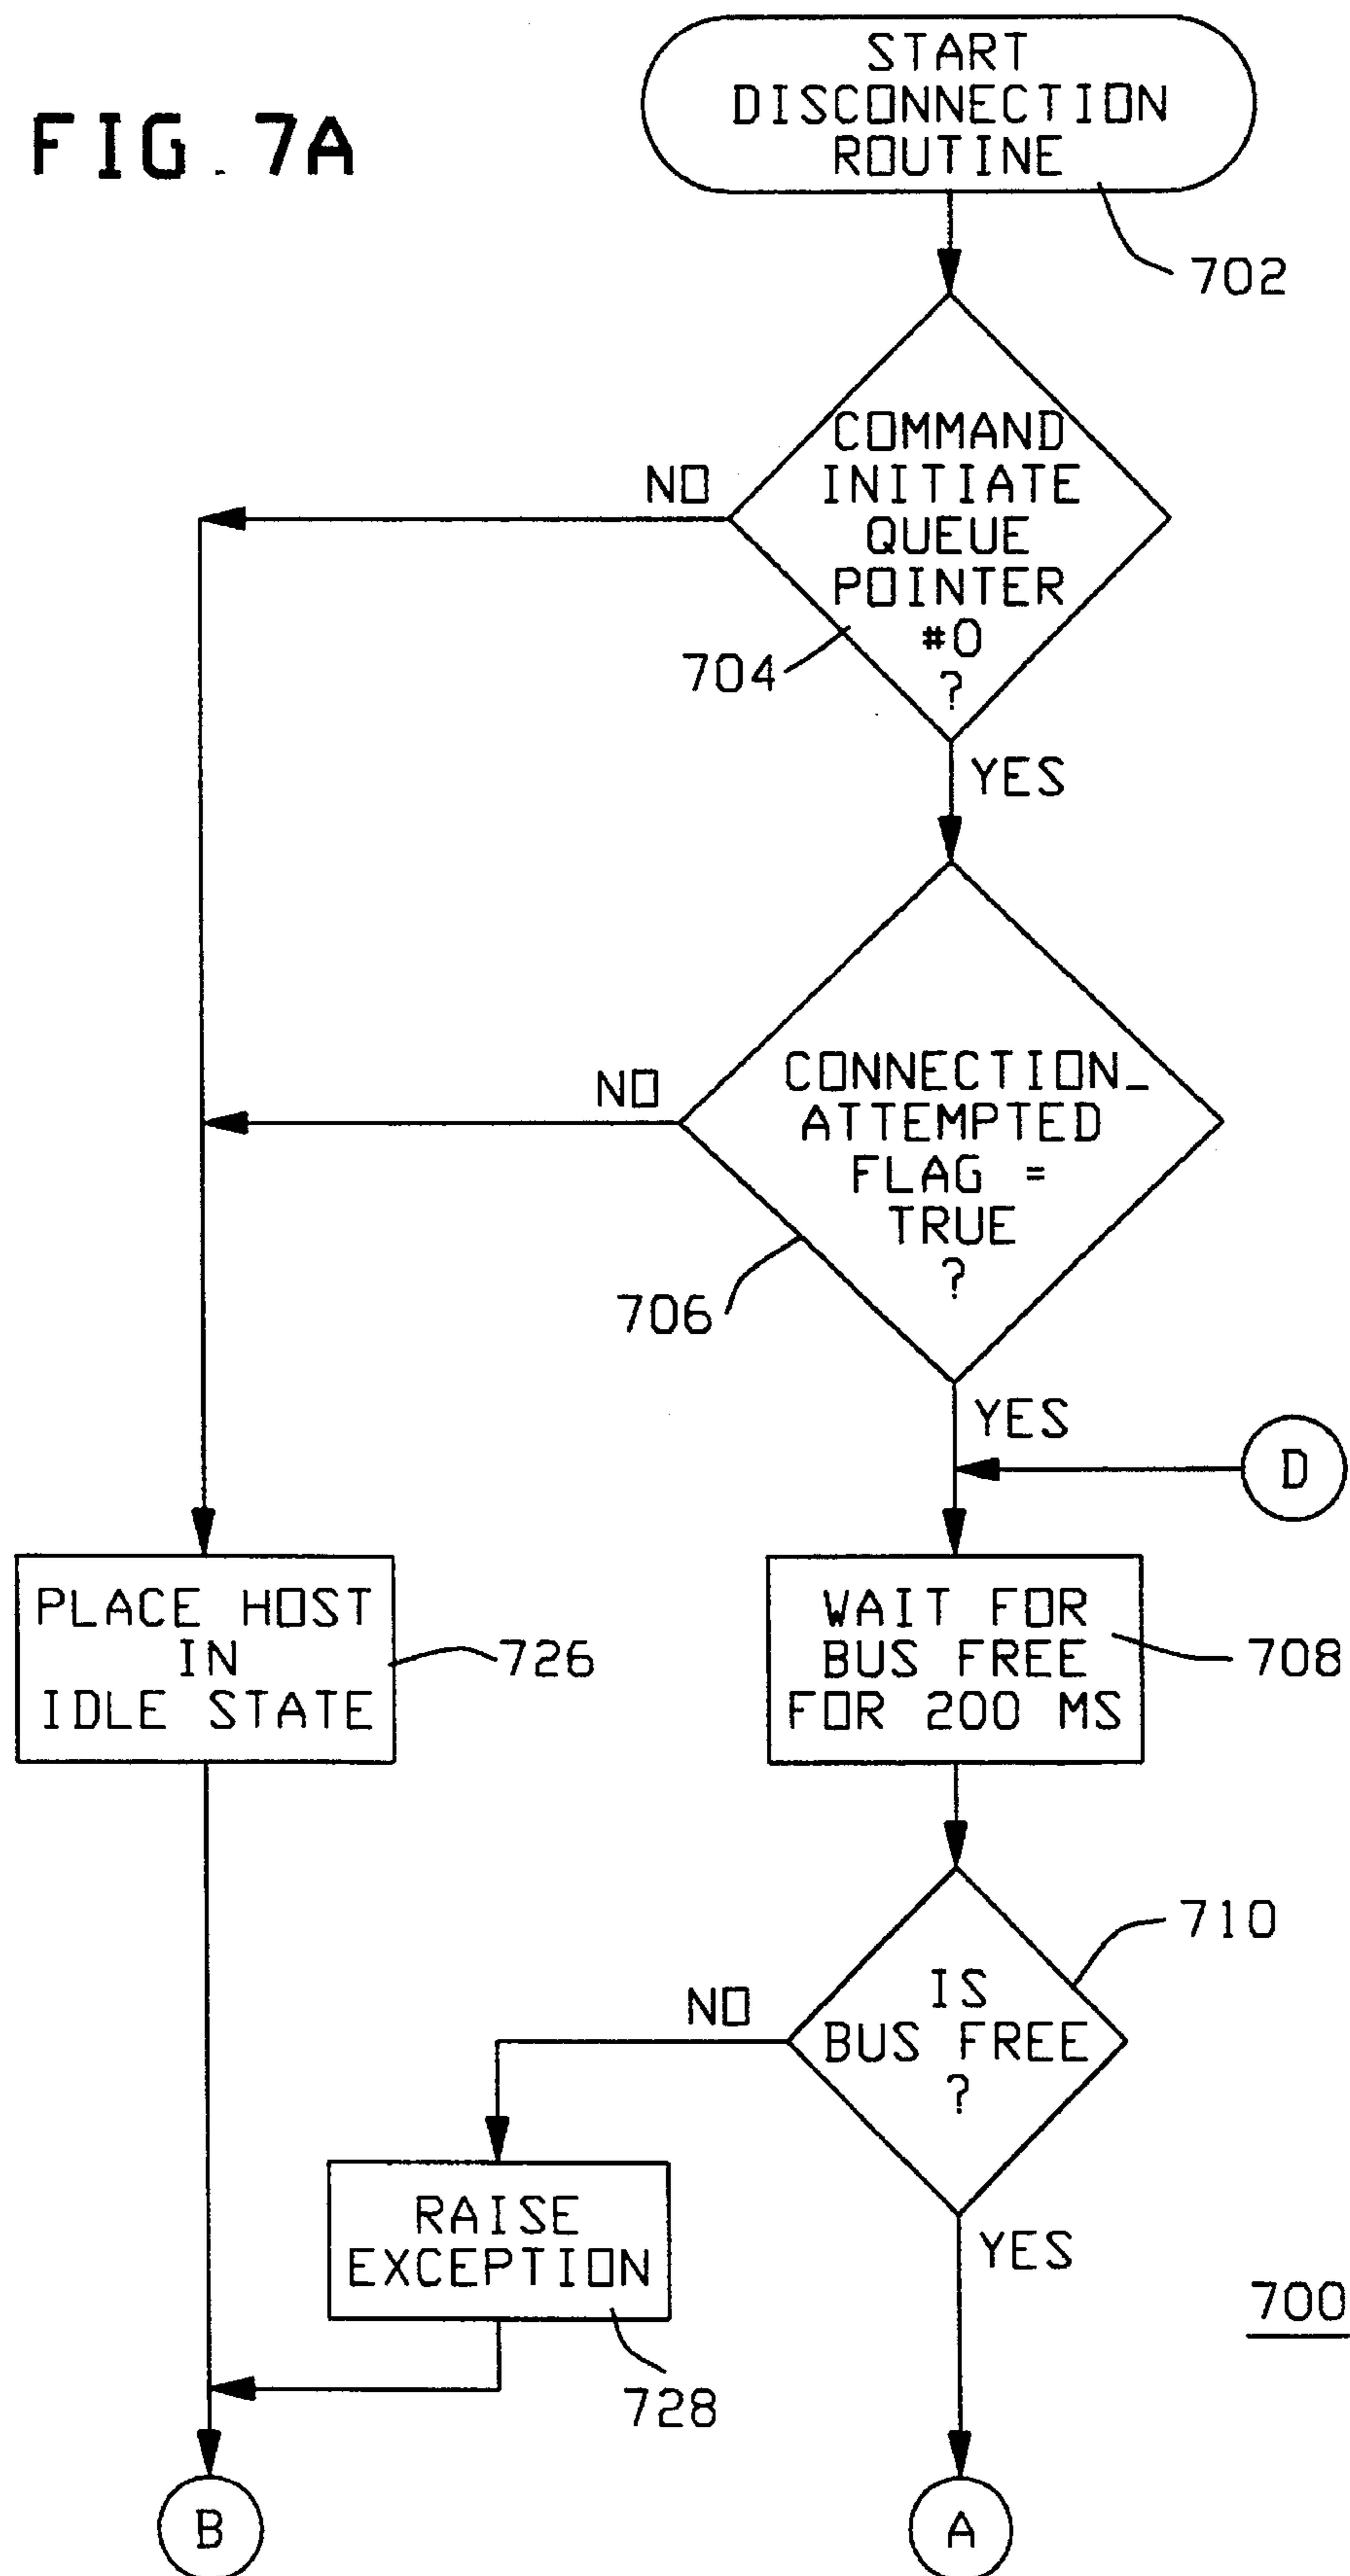 FIG. 7A
START
DISCONNECTION
ROUTINE
702
COMMAND
INITIATE
QUEUE
POINTER
#0
?
NO
704
YES
CONNECTION_
ATTEMPTED
FLAG =
TRUE
?
NO
706
YES
D
PLACE HOST
IN
IDLE STATE
726
WAIT FOR
BUS FREE
FOR 200 MS
708
710
IS
BUS FREE
?
NO
RAISE
EXCEPTION
728
YES
700
B
A